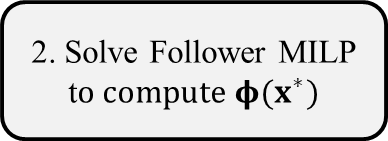 2. Solve Follower MILP
to compute 𝛟(𝐱*)